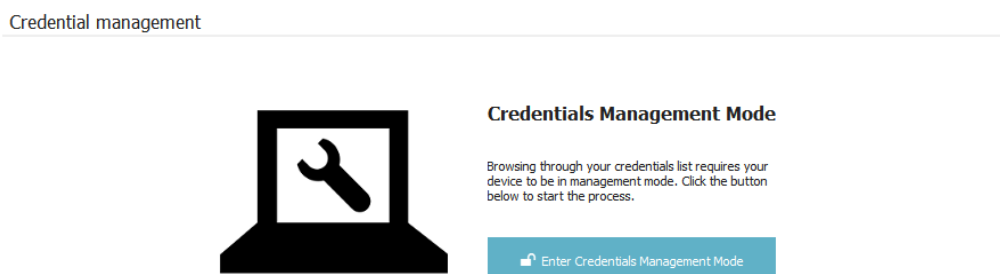 Credential management
Credentials Management Mode
Browsing through your credentials list requires your
device to be in management mode. Click the button
below to start the process.
Enter Credentials Management Mode